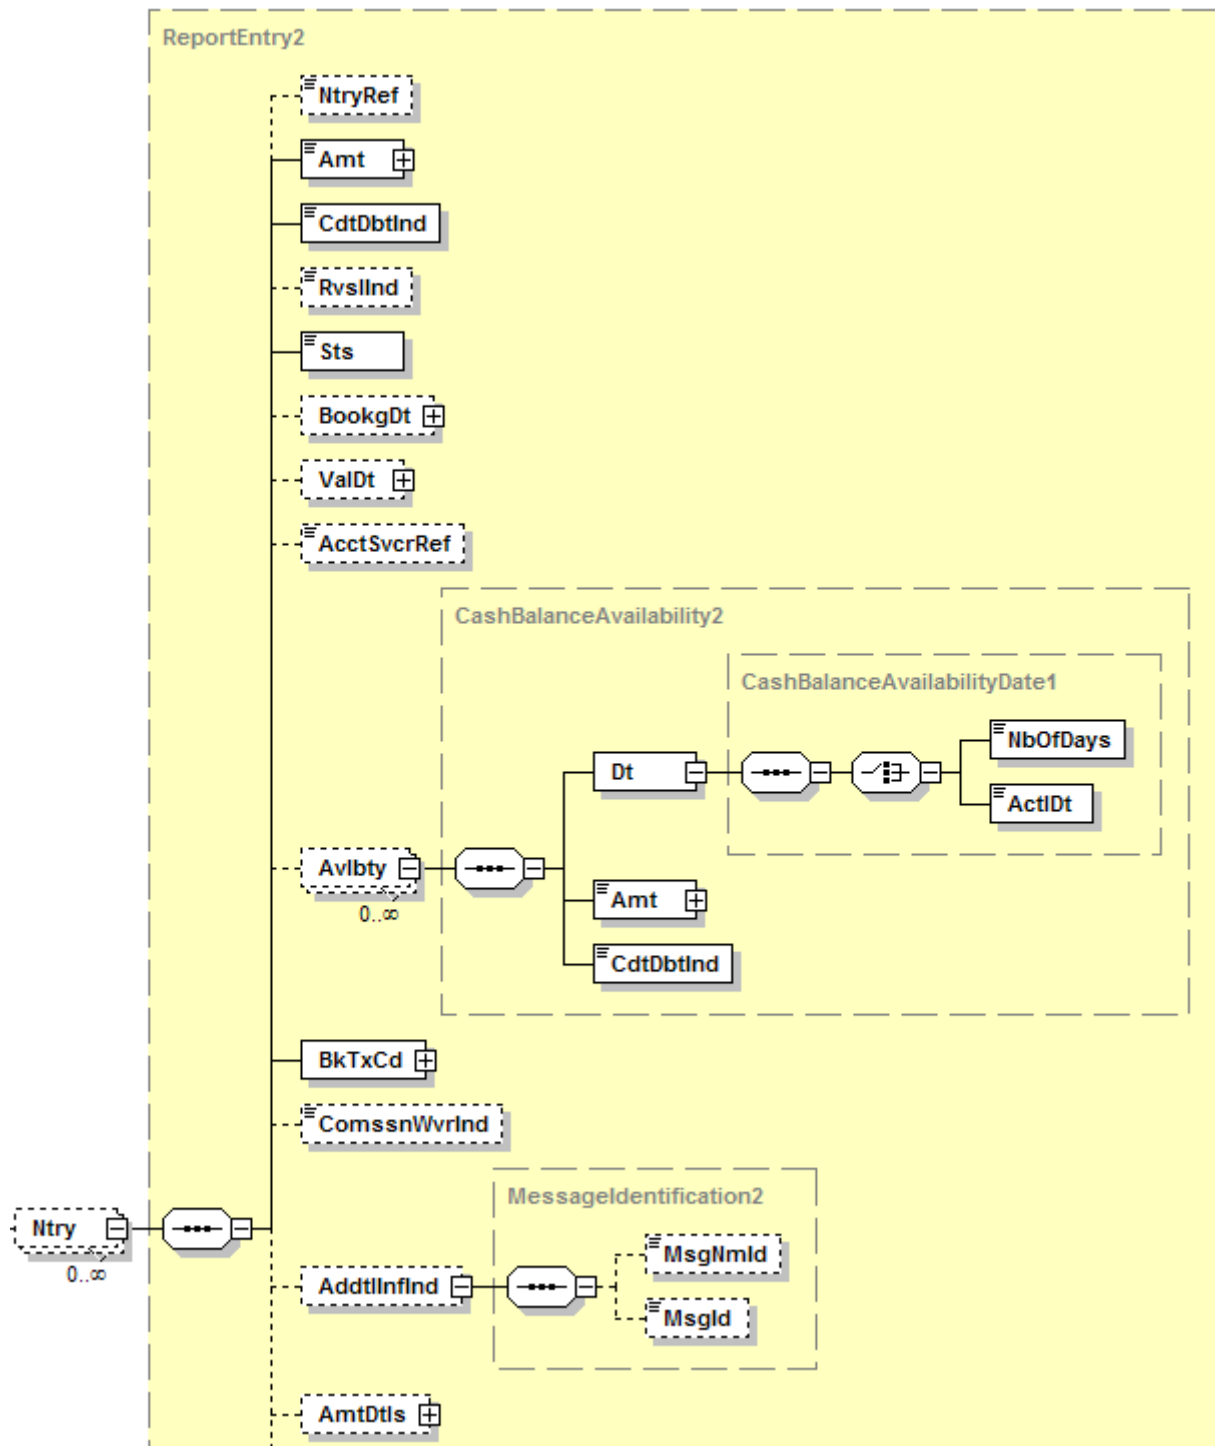 ReportEntry2
NtryRef
Amt
CdtDbtInd
RvslInd
Sts
BookgDt
ValDt
AcctSvcrRef
CashBalanceAvailability2
CashBalanceAvailabilityDate1
NbOfDays
Dt
ActlDt
Avlbty
0..∞
Amt
CdtDbtInd
BkTxCd
ComssnWvrInd
MessageIdentification2
Ntry
0..∞
MsgNmId
AddtlInfInd
MsgId
AmtDtls